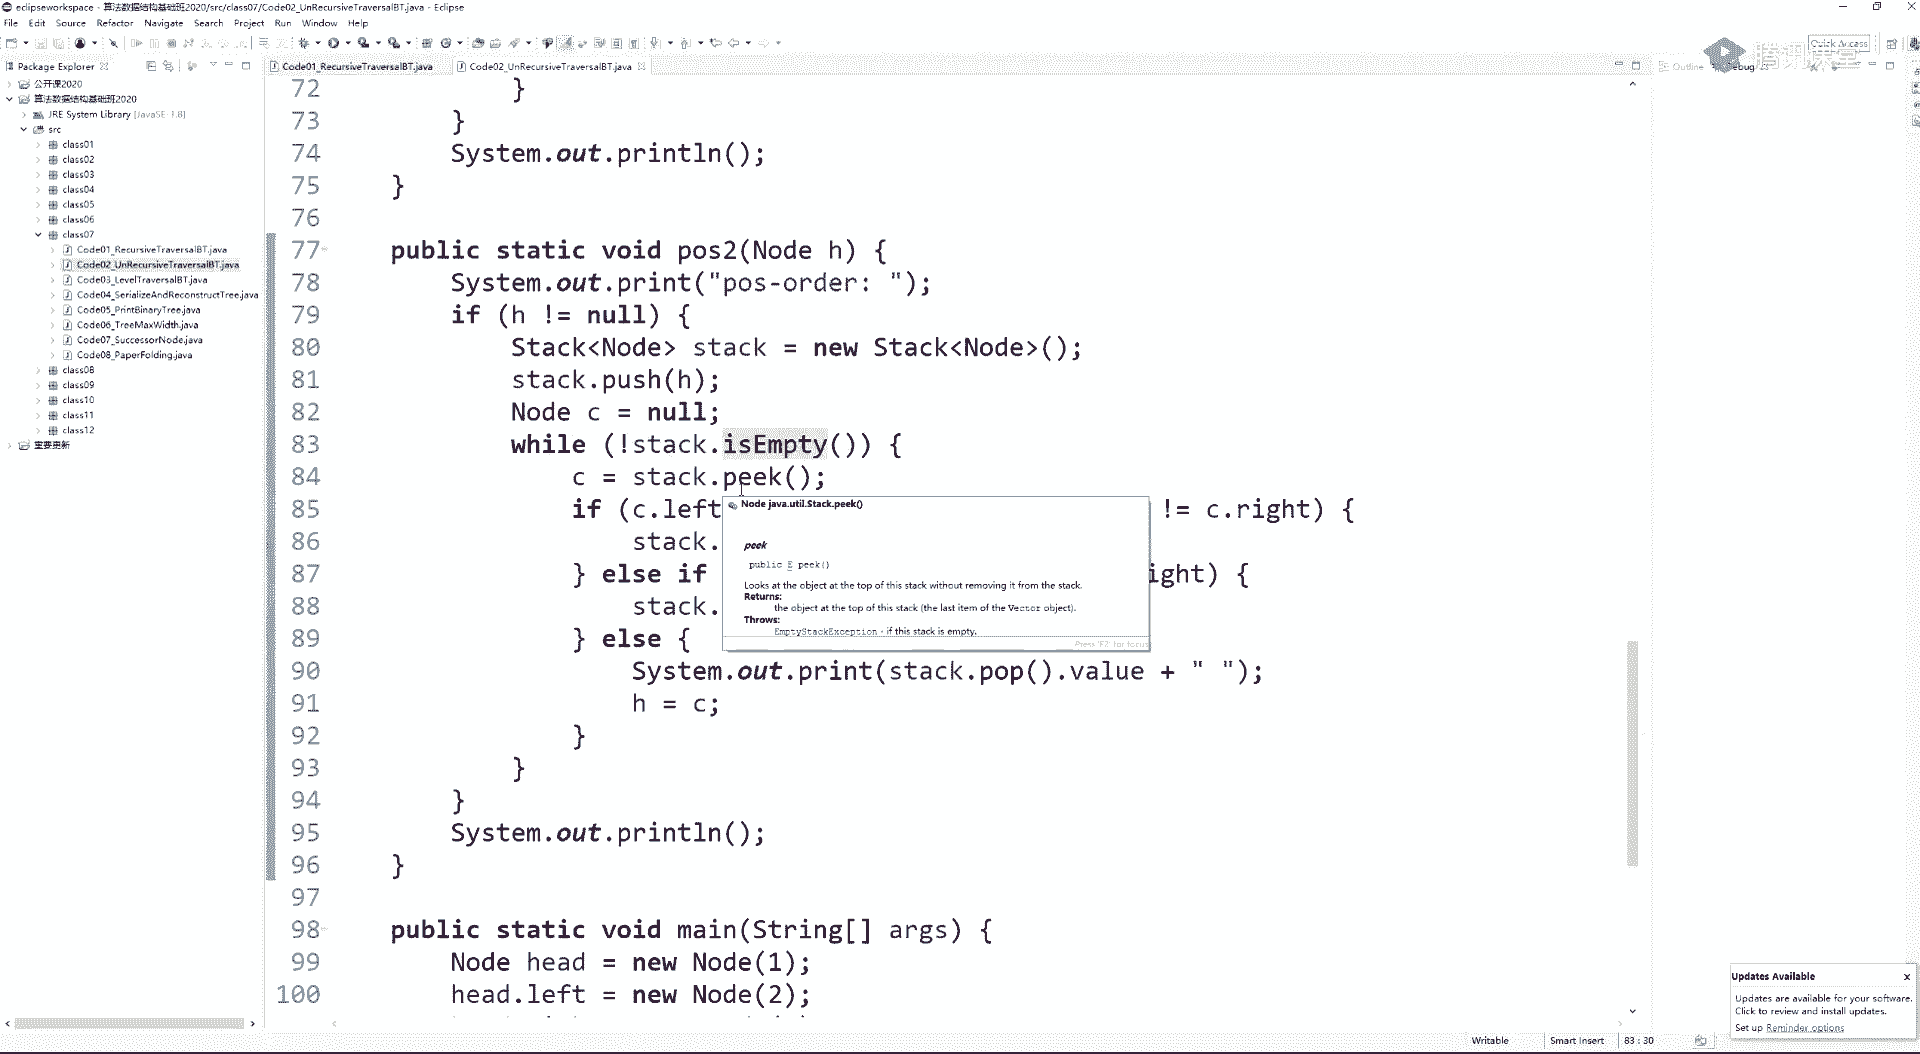 eclipseworkspace - 算法数据结构基础班2020/src/class07/Code02_UnRecursiveTraversalBT.java - Eclipse
File Edit Source Refactor Navigate Search Project Run Window Help
Quick Access
腾讯课堂
Package Explorer
Code01_RecursiveTraversalBT.java
Code02_UnRecursiveTraversalBT.java
Outline
Debug
公开课2020
算法数据结构基础班2020
JRE System Library [JavaSE-1.8]
src
class01
class02
class03
class04
class05
class06
class07
Code01_RecursiveTraversalBT.java
Code02_UnRecursiveTraversalBT.java
Code03_LevelTraversalBT.java
Code04_SerializeAndReconstructTree.java
Code05_PrintBinaryTree.java
Code06_TreeMaxWidth.java
Code07_SuccessorNode.java
Code08_PaperFolding.java
class08
class09
class10
class11
class12
重要更新
72 }
73 }
74 System.out.println();
75 }
76
77 public static void pos2(Node h) {
78 System.out.print("pos-order: ");
79 if (h != null) {
80 Stack<Node> stack = new Stack<Node>();
81 stack.push(h);
82 Node c = null;
83 while (!stack.isEmpty()) {
84 c = stack.peek();
85 if (c.left != c.right) {
86 stack.
87 } else if ight) {
88 stack.
89 } else {
90 System.out.print(stack.pop().value + " ");
91 h = c;
92 }
93 }
94 }
95 System.out.println();
96 }
97
98 public static void main(String[] args) {
99 Node head = new Node(1);
100 head.left = new Node(2);
Node java.util.Stack.peek()
peek
public E peek()
Looks at the object at the top of this stack without removing it from the stack.
Returns:
the object at the top of this stack (the last item of the Vector object).
Throws:
EmptyStackException - if this stack is empty.
Press 'F2' for focus
Updates Available
Updates are available for your software.
Click to review and install updates.
Set up Reminder options
Writable Smart Insert 83 : 30